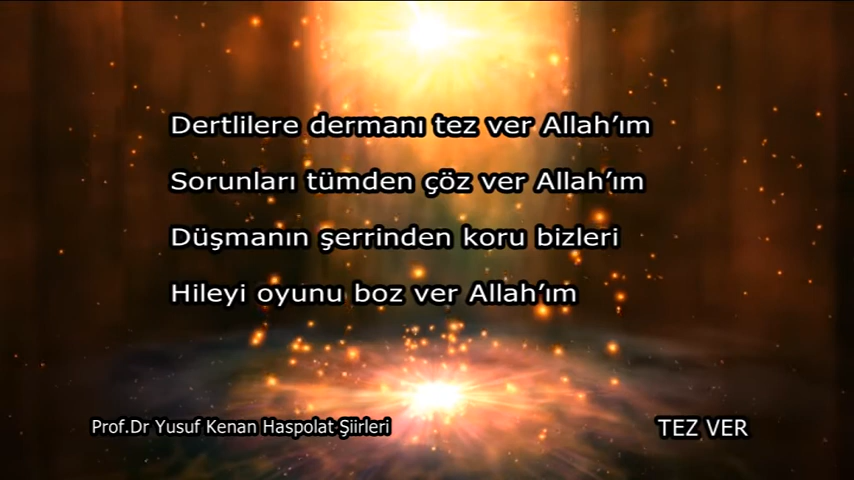 Dertlilere dermanı tez ver Allah'ım
Sorunları tümden çöz ver Allah'ım
Düşmanın şerrinden koru bizleri
Hileyi oyunu boz ver Allah'ım
Prof.Dr Yusuf Kenan Haspolat Şiirleri
TEZ VER